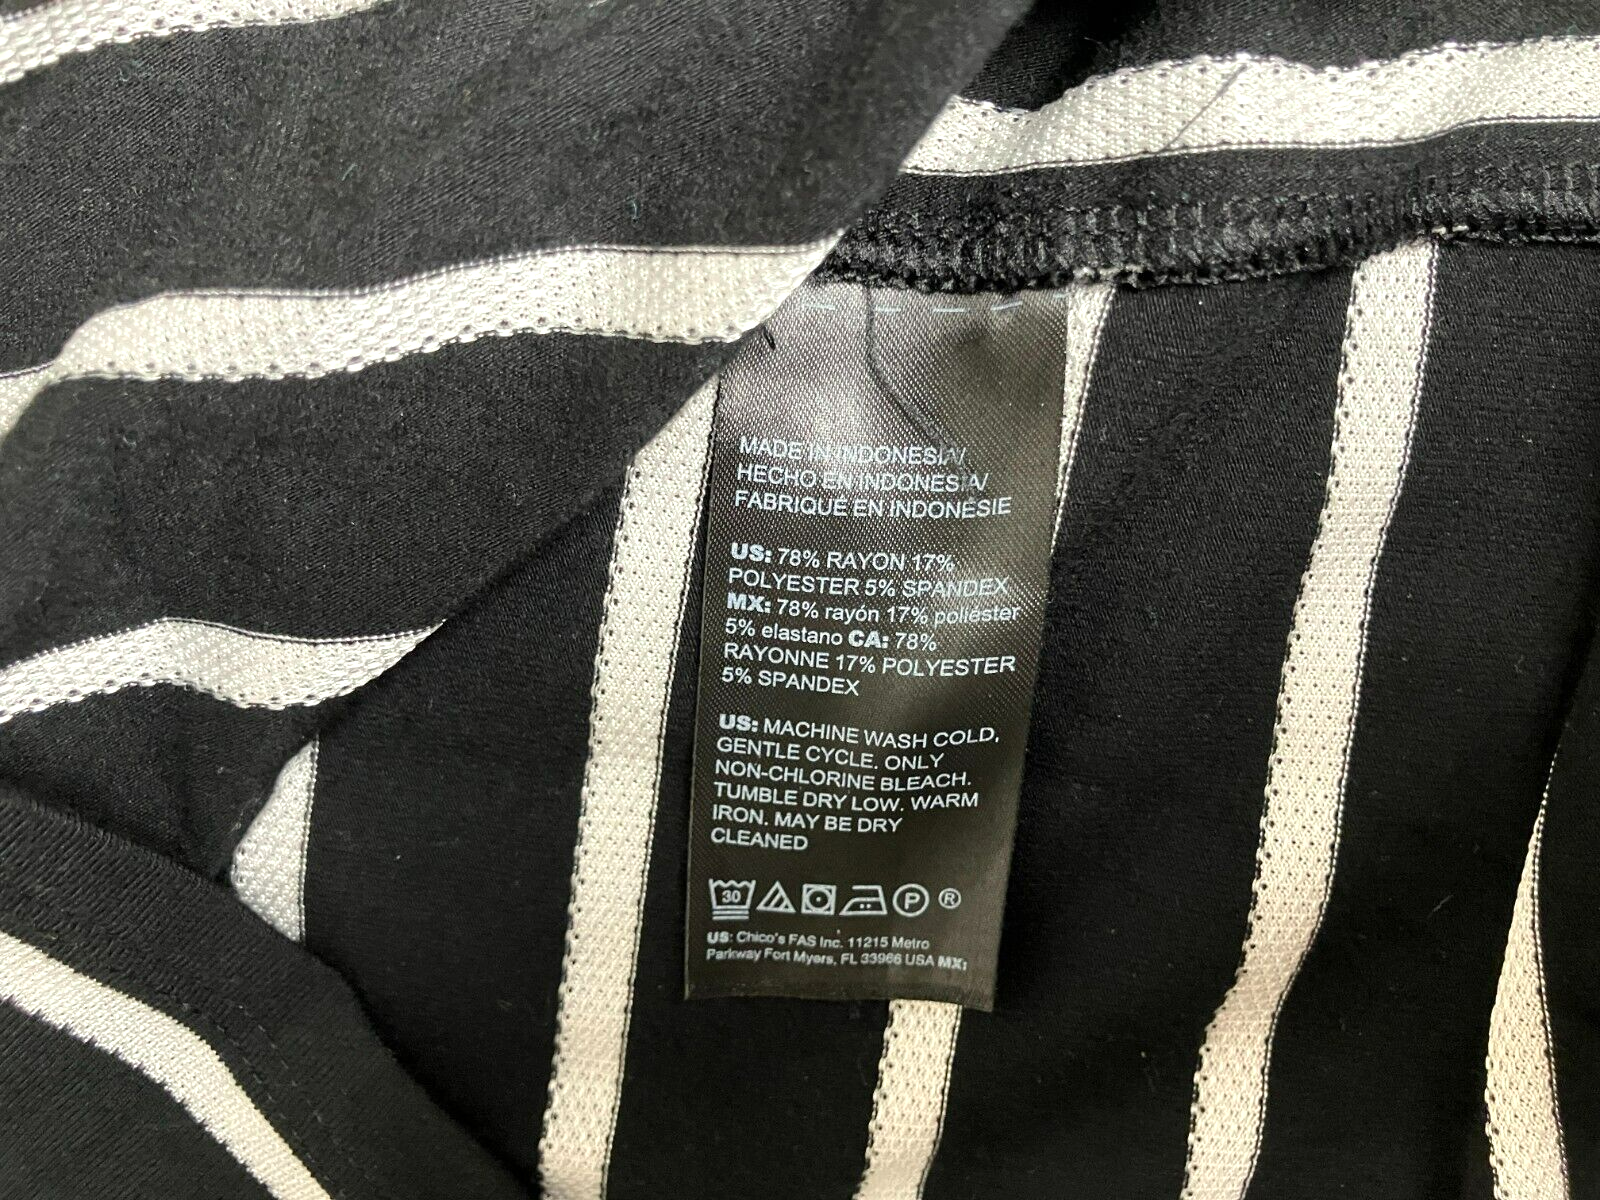 MADE IN INDONESIA/
HECHO EN INDONESIA/
FABRIQUE EN INDONÉSIE
US: 78% RAYON 17%
POLYESTER 5% SPANDEX
MX: 78% rayón 17% poliéster
5% elastano CA: 78%
RAYONNE 17% POLYESTER
5% SPANDEX
US: MACHINE WASH COLD,
GENTLE CYCLE. ONLY
NON-CHLORINE BLEACH.
TUMBLE DRY LOW. WARM
IRON. MAY BE DRY
CLEANED
30 P ®
US: Chico's FAS Inc. 11215 Metro
Parkway Fort Myers, FL 33966 USA MX: